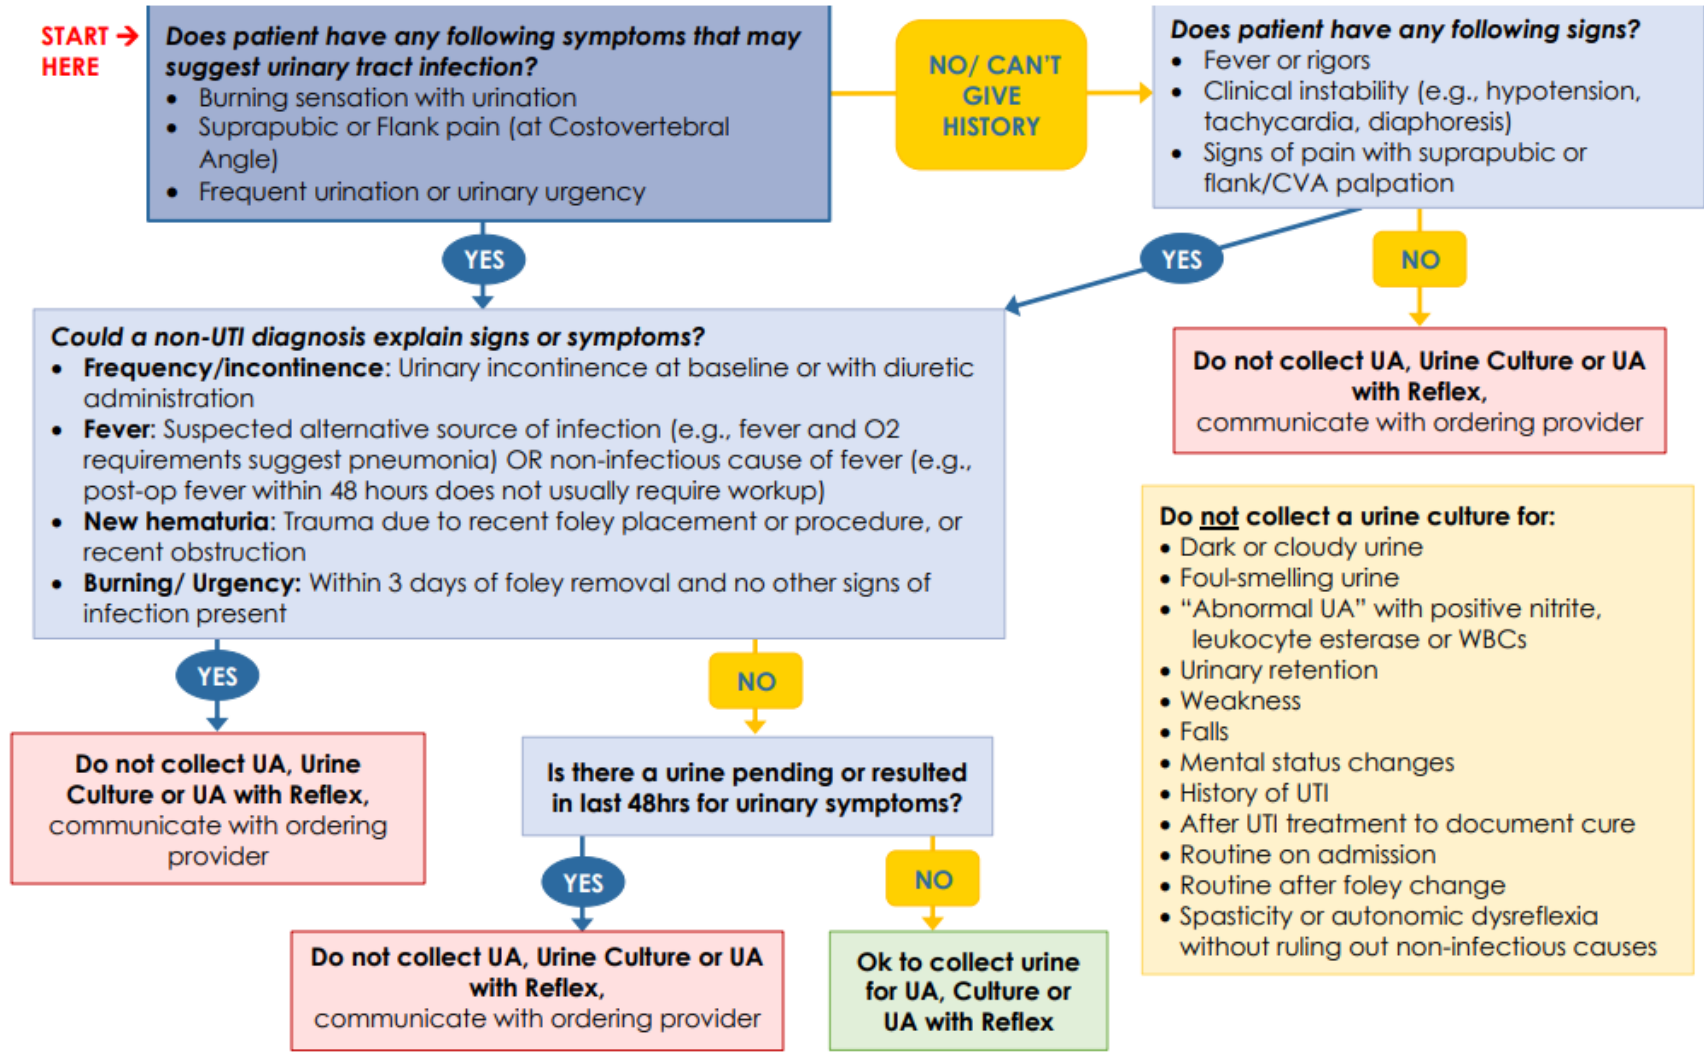 START →
HERE
Does patient have any following symptoms that may
suggest urinary tract infection?
• Burning sensation with urination
• Suprapubic or Flank pain (at Costovertebral
Angle)
• Frequent urination or urinary urgency
NO/ CAN'T
GIVE
HISTORY
Does patient have any following signs?
• Fever or rigors
• Clinical instability (e.g., hypotension,
tachycardia, diaphoresis)
• Signs of pain with suprapubic or
flank/CVA palpation
YES
YES
NO
Could a non-UTI diagnosis explain signs or symptoms?
• Frequency/incontinence: Urinary incontinence at baseline or with diuretic
administration
• Fever: Suspected alternative source of infection (e.g., fever and O2
requirements suggest pneumonia) OR non-infectious cause of fever (e.g.,
post-op fever within 48 hours does not usually require workup)
• New hematuria: Trauma due to recent foley placement or procedure, or
recent obstruction
• Burning/ Urgency: Within 3 days of foley removal and no other signs of
infection present
Do not collect UA, Urine Culture or UA
with Reflex,
communicate with ordering provider
YES
NO
Do not collect UA, Urine
Culture or UA with Reflex,
communicate with ordering
provider
Is there a urine pending or resulted
in last 48hrs for urinary symptoms?
YES
NO
Do not collect UA, Urine Culture or UA
with Reflex,
communicate with ordering provider
Ok to collect urine
for UA, Culture or
UA with Reflex
Do not collect a urine culture for:
• Dark or cloudy urine
• Foul-smelling urine
• “Abnormal UA” with positive nitrite,
leukocyte esterase or WBCs
• Urinary retention
• Weakness
• Falls
• Mental status changes
• History of UTI
• After UTI treatment to document cure
• Routine on admission
• Routine after foley change
• Spasticity or autonomic dysreflexia
without ruling out non-infectious causes